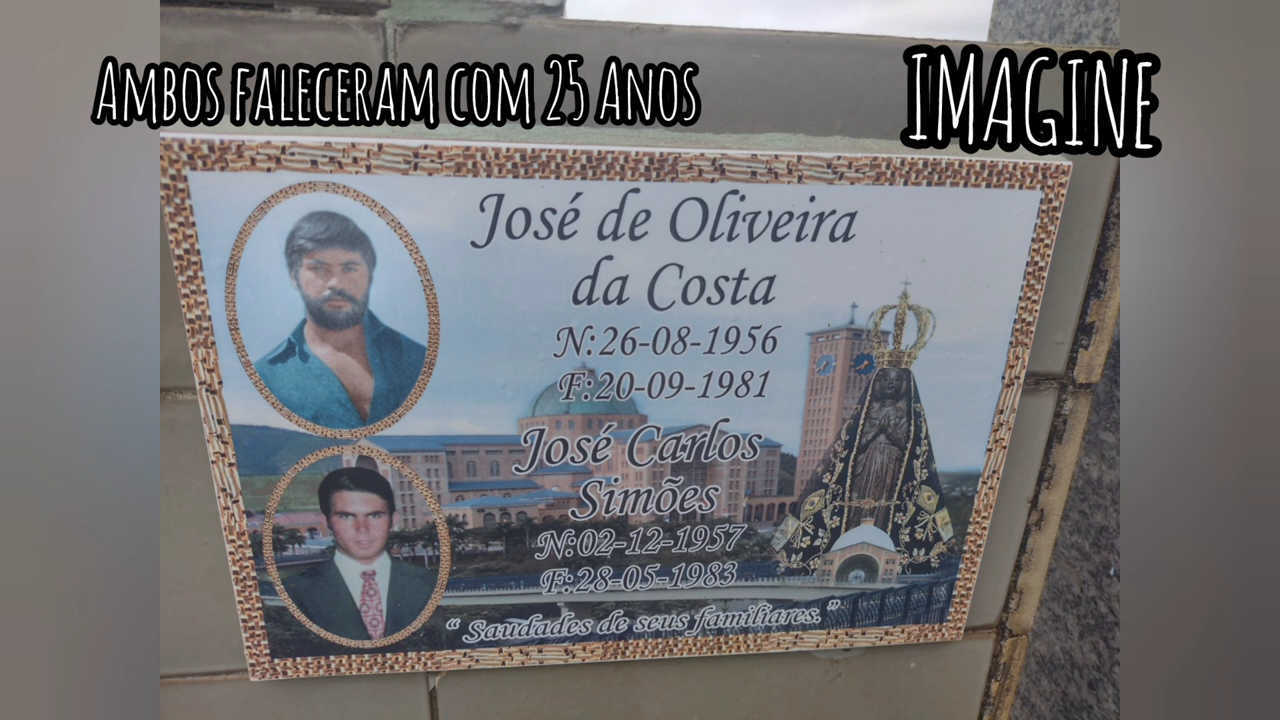 Ambos faleceram com 25 Anos
IMAGINE
José de Oliveira
da Costa
N:26-08-1956
F:20-09-1981
José Carlos
Simões
N:02-12-1957
F:28-05-1983
“ Saudades de seus familiares.”